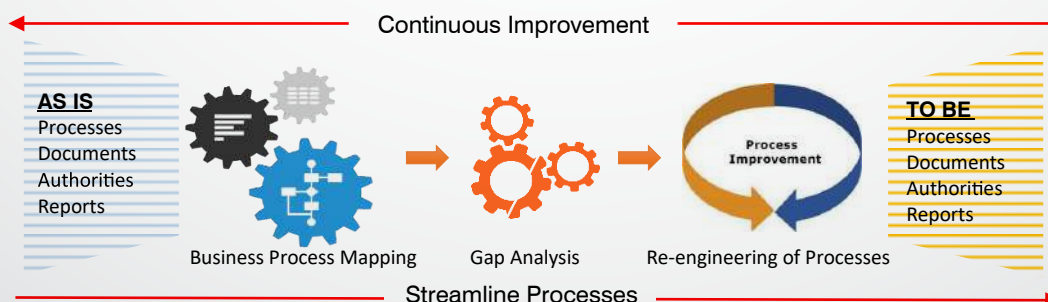 Continuous Improvement
AS IS
Processes
Documents
Authorities
Reports
Business Process Mapping
Gap Analysis
Process
Improvement
Re-engineering of Processes
TO BE
Processes
Documents
Authorities
Reports
Streamline Processes